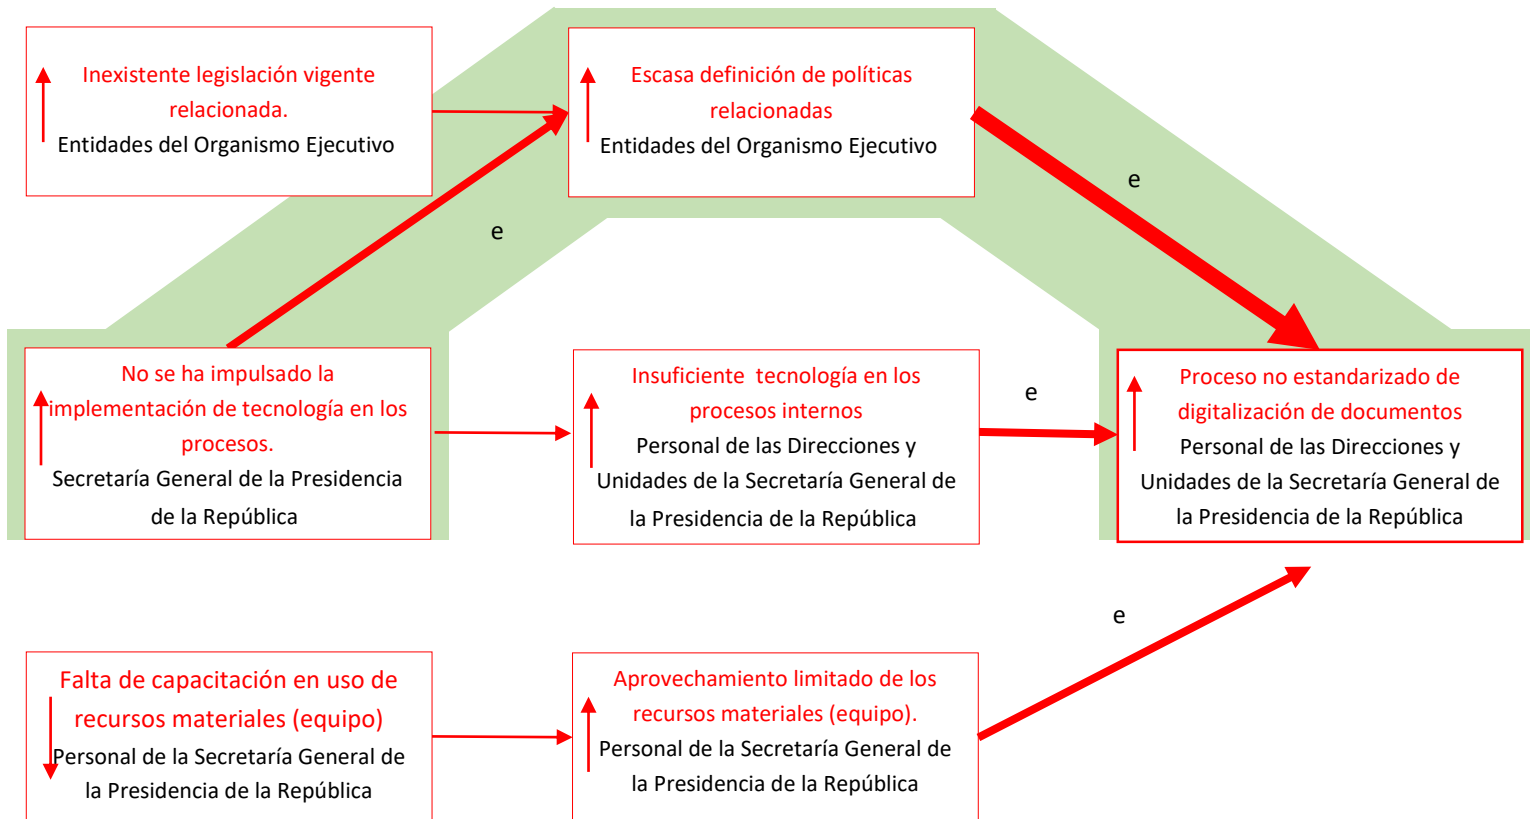 Inexistente legislación vigente
relacionada.
Entidades del Organismo Ejecutivo
Escasa definición de políticas
relacionadas
Entidades del Organismo Ejecutivo
e
e
No se ha impulsado la
implementación de tecnología en los
procesos.
Secretaría General de la Presidencia
de la República
Insuficiente tecnología en los
procesos internos
Personal de las Direcciones y
Unidades de la Secretaría General de
la Presidencia de la República
e
Proceso no estandarizado de
digitalización de documentos
Personal de las Direcciones y
Unidades de la Secretaría General de
la Presidencia de la República
e
Falta de capacitación en uso de
recursos materiales (equipo)
Personal de la Secretaría General de
la Presidencia de la República
Aprovechamiento limitado de los
recursos materiales (equipo).
Personal de la Secretaría General de
la Presidencia de la República